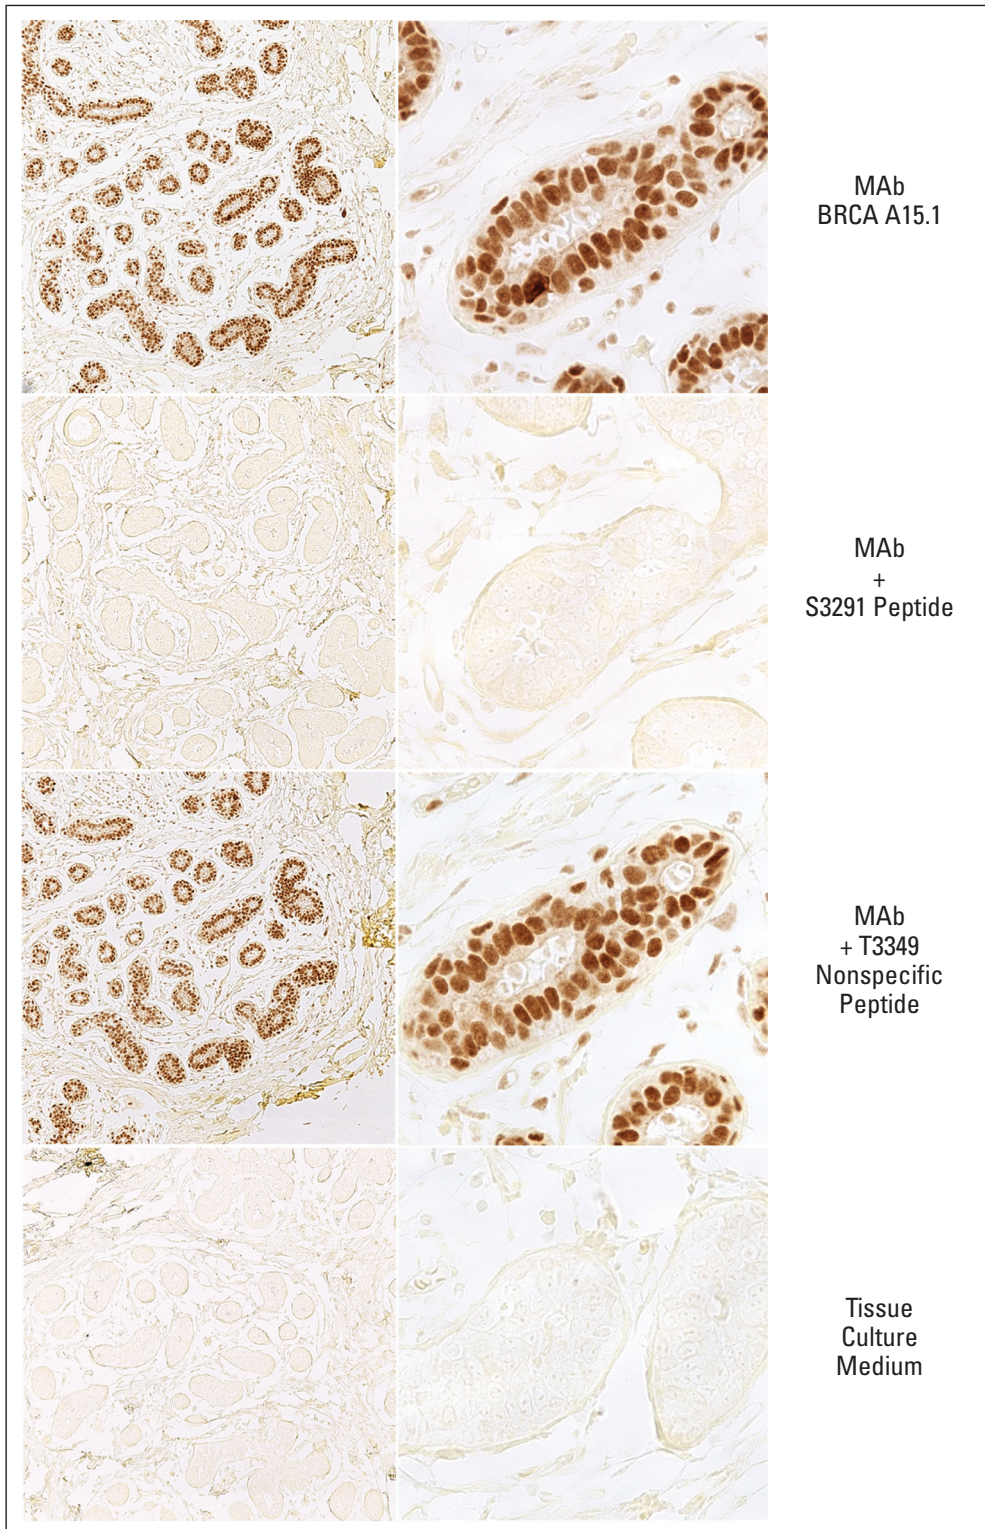 MAb
BRCA A15.1
MAb
+
S3291 Peptide
MAb
+ T3349
Nonspecific
Peptide
Tissue
Culture
Medium